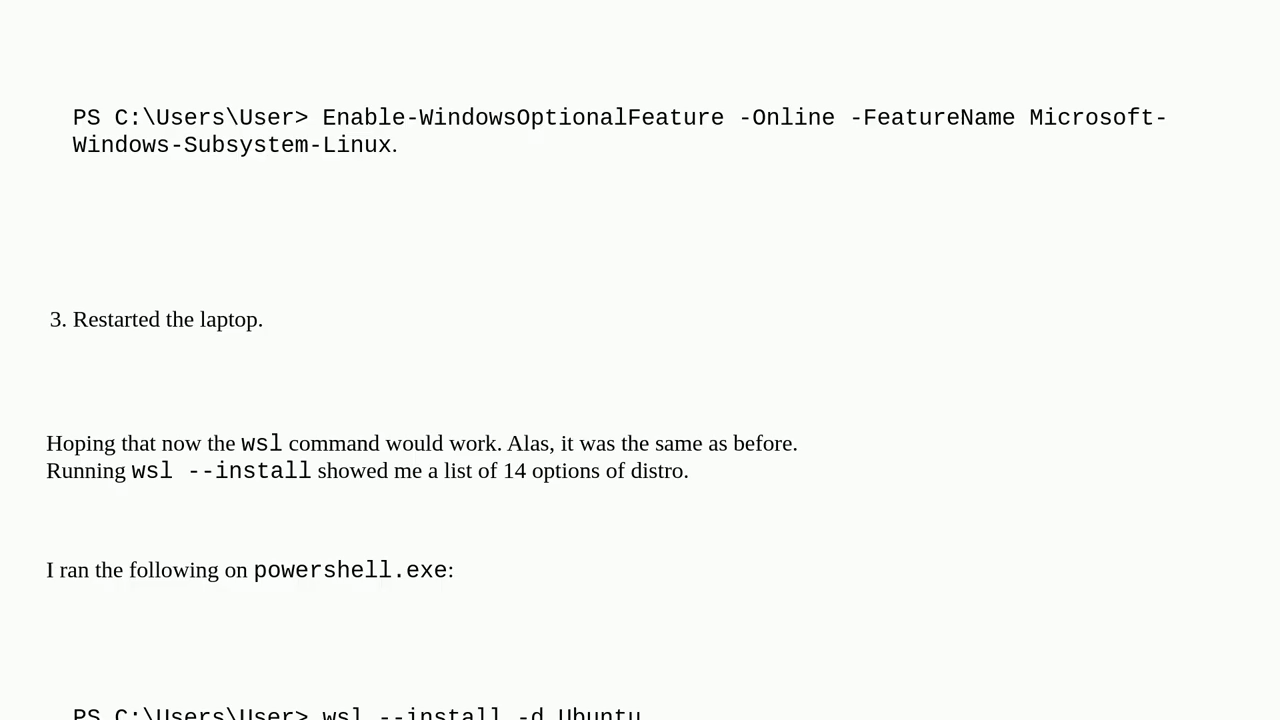 PS C:\Users\User> Enable-WindowsOptionalFeature -Online -FeatureName Microsoft-
Windows-Subsystem-Linux.
3. Restarted the laptop.
Hoping that now the wsl command would work. Alas, it was the same as before.
Running wsl --install showed me a list of 14 options of distro.
I ran the following on powershell.exe:
PS C:\Users\User> wsl --install -d Ubuntu